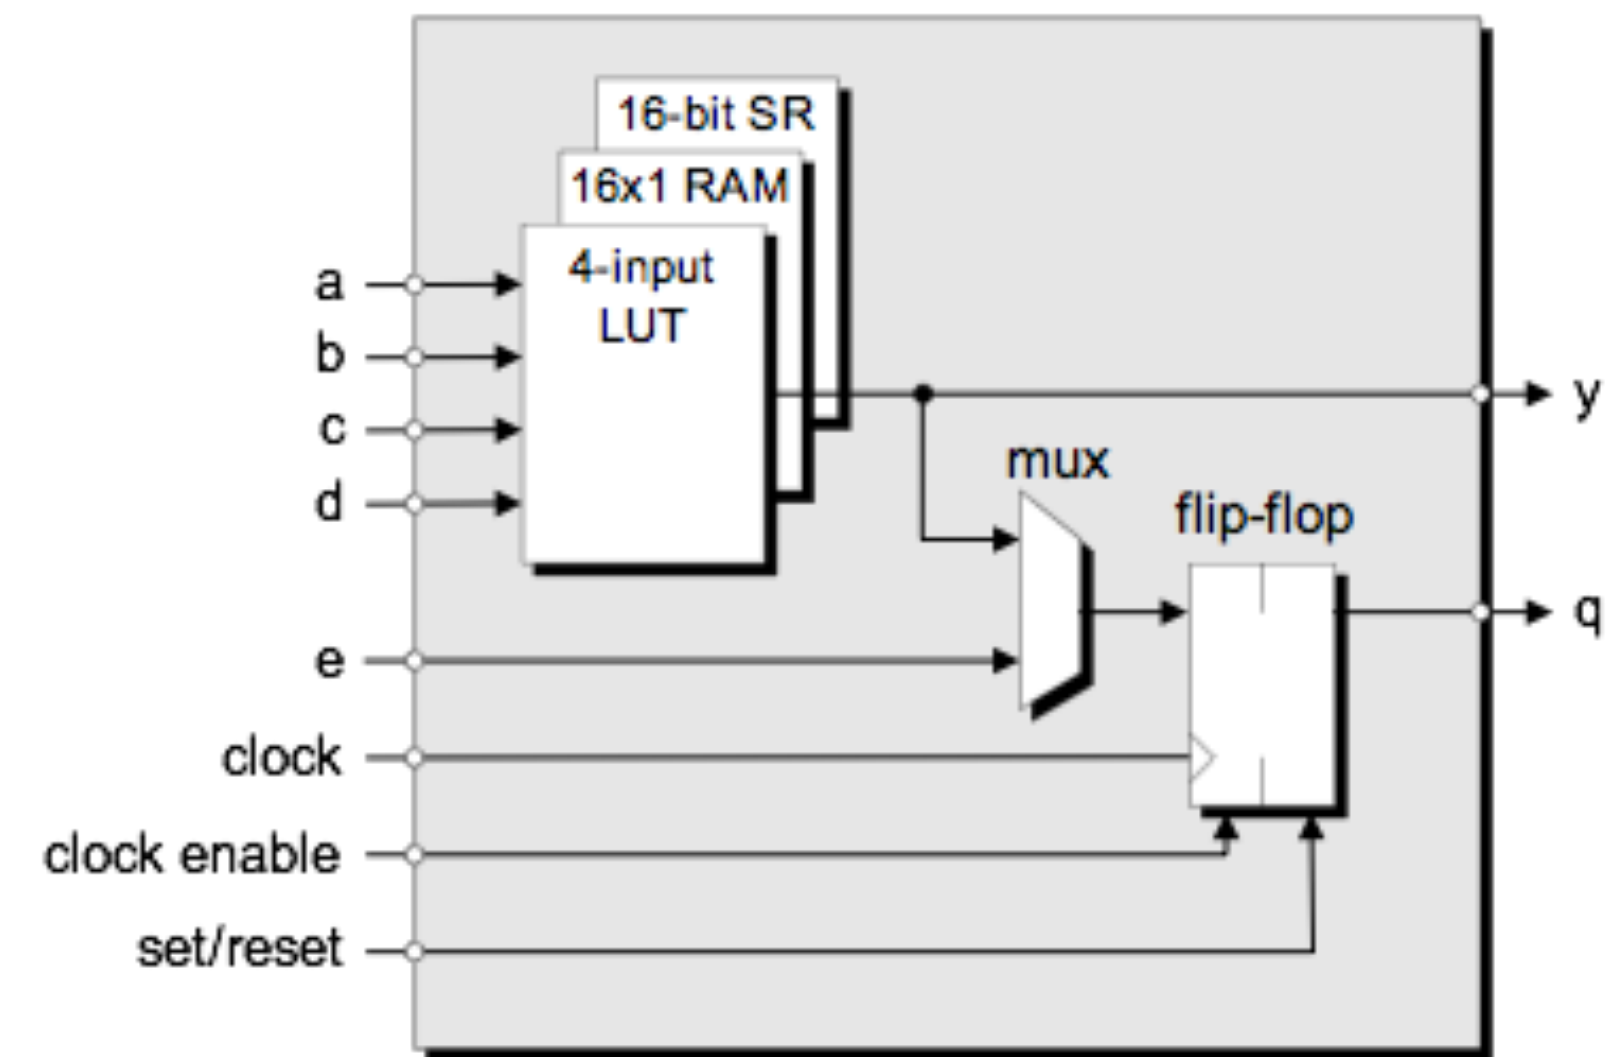 16-bit SR
16x1 RAM
4-input
LUT
a
b
c
d
y
mux
flip-flop
q
e
clock
clock enable
set/reset